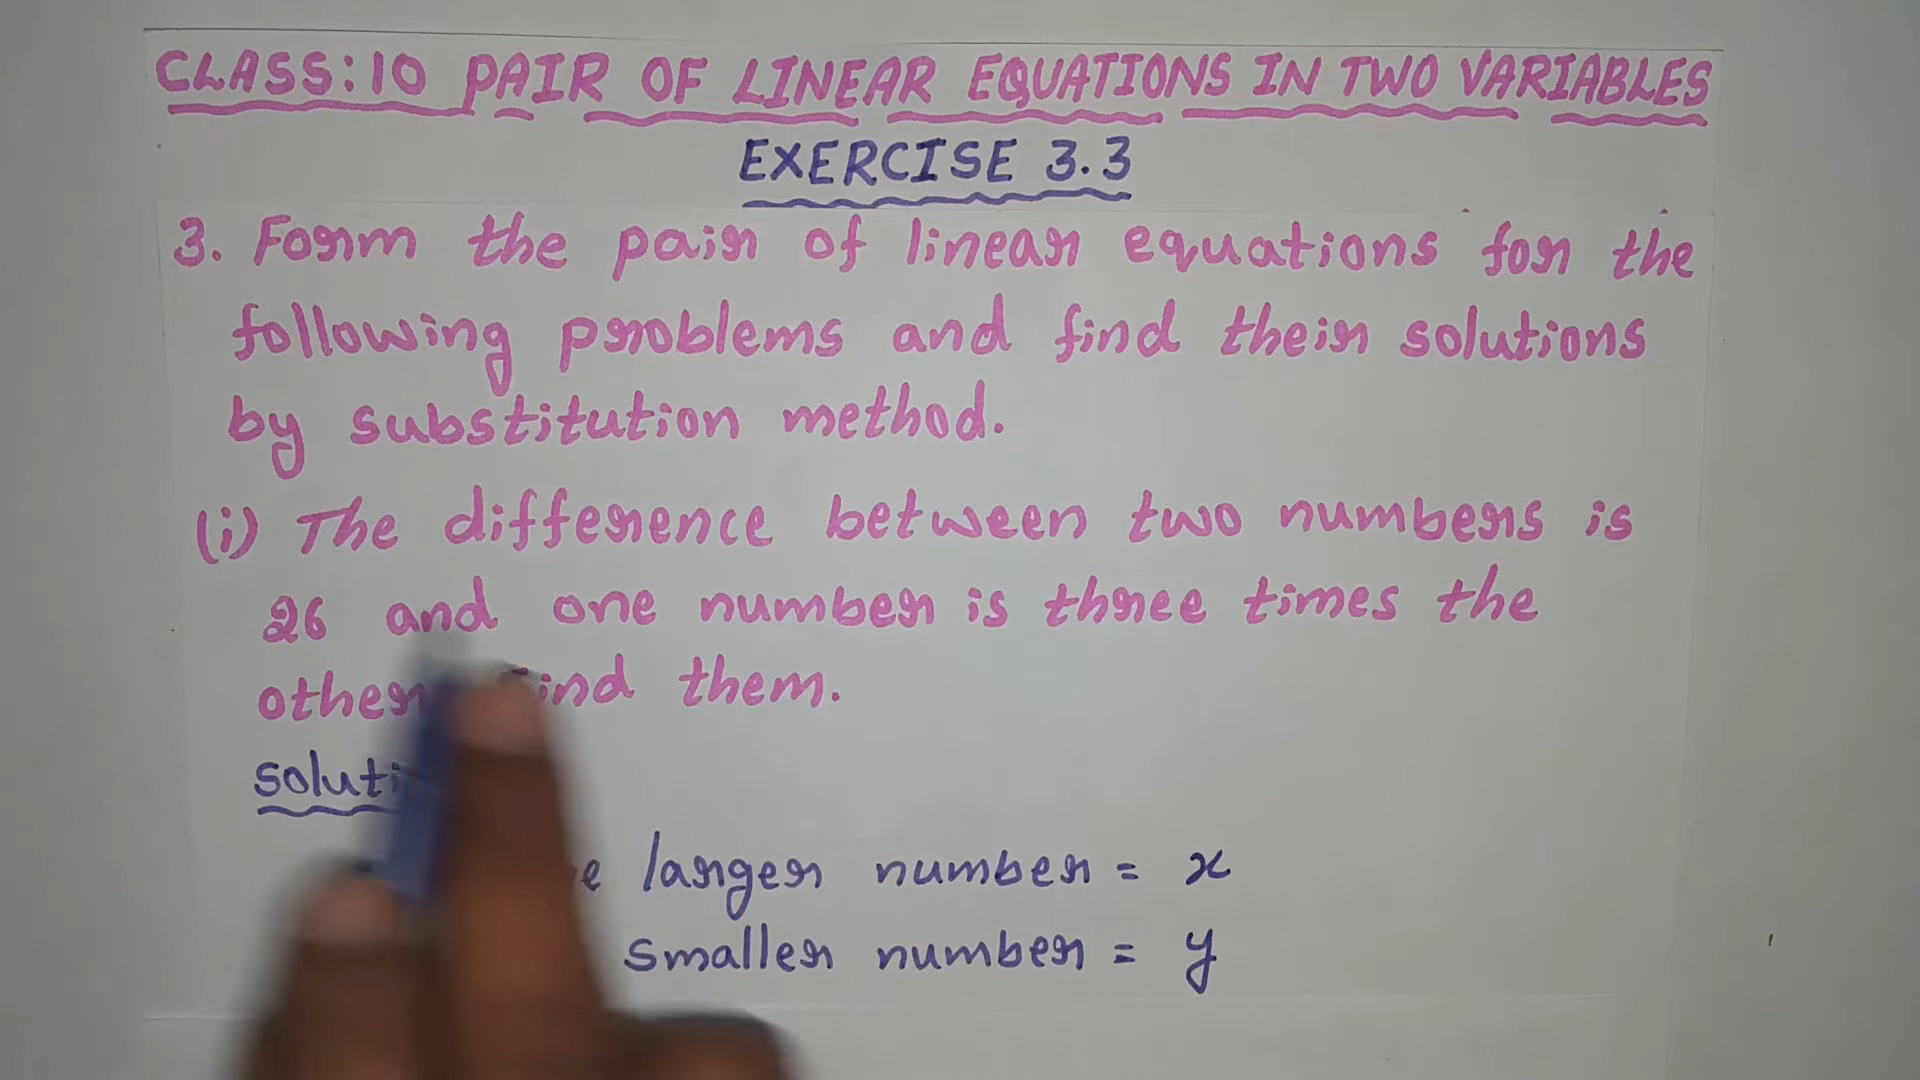 CLASS:10 PAIR OF LINEAR EQUATIONS IN TWO VARIABLES
EXERCISE 3.3
3. Form the pair of linear equations for the
following problems and find their solutions
by substitution method.
(i) The difference between two numbers is
26 and one number is three times the
other find them.
larger number = x
smaller number = y